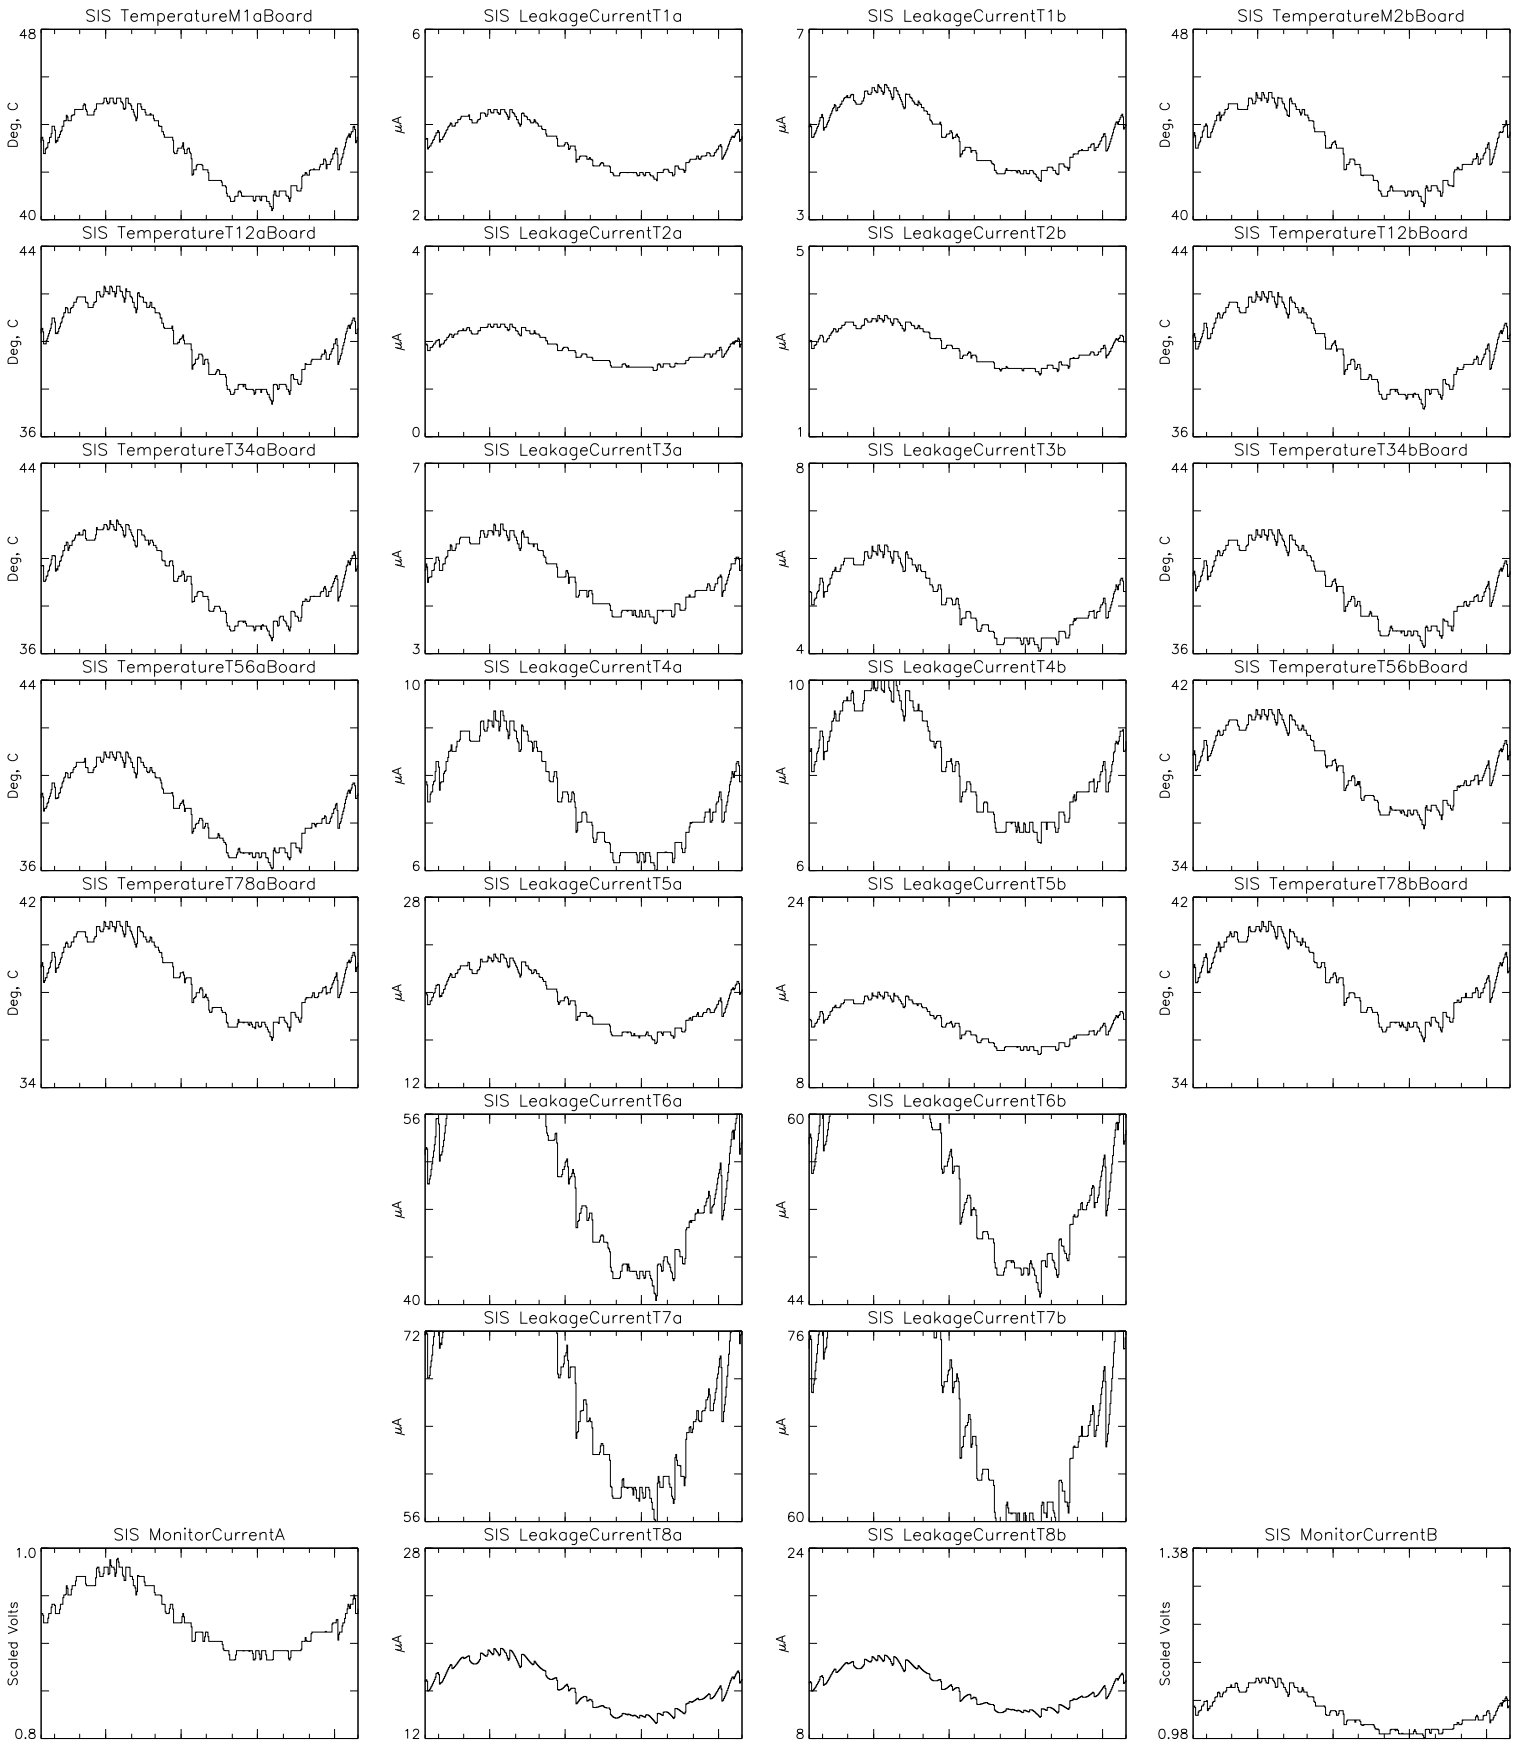 SIS TemperatureM1aBoard
48
Deg, C
40
SIS LeakageCurrentT1a
6
μA
2
SIS LeakageCurrentT1b
7
μA
3
SIS TemperatureM2bBoard
48
Deg, C
40
SIS TemperatureT12aBoard
44
Deg, C
36
SIS LeakageCurrentT2a
4
μA
0
SIS LeakageCurrentT2b
5
μA
1
SIS TemperatureT12bBoard
44
Deg, C
36
SIS TemperatureT34aBoard
44
Deg, C
36
SIS LeakageCurrentT3a
7
μA
3
SIS LeakageCurrentT3b
8
μA
4
SIS TemperatureT34bBoard
44
Deg, C
36
SIS TemperatureT56aBoard
44
Deg, C
36
SIS LeakageCurrentT4a
10
μA
6
SIS LeakageCurrentT4b
10
μA
6
SIS TemperatureT56bBoard
42
Deg, C
34
SIS TemperatureT78aBoard
42
Deg, C
34
SIS LeakageCurrentT5a
28
μA
12
SIS LeakageCurrentT5b
24
μA
8
SIS TemperatureT78bBoard
42
Deg, C
34
SIS LeakageCurrentT6a
56
μA
40
SIS LeakageCurrentT6b
60
μA
44
SIS LeakageCurrentT7a
72
μA
56
SIS LeakageCurrentT7b
76
μA
60
SIS MonitorCurrentA
1.0
Scaled Volts
0.8
SIS LeakageCurrentT8a
28
μA
12
SIS LeakageCurrentT8b
24
μA
8
SIS MonitorCurrentB
1.38
Scaled Volts
0.98